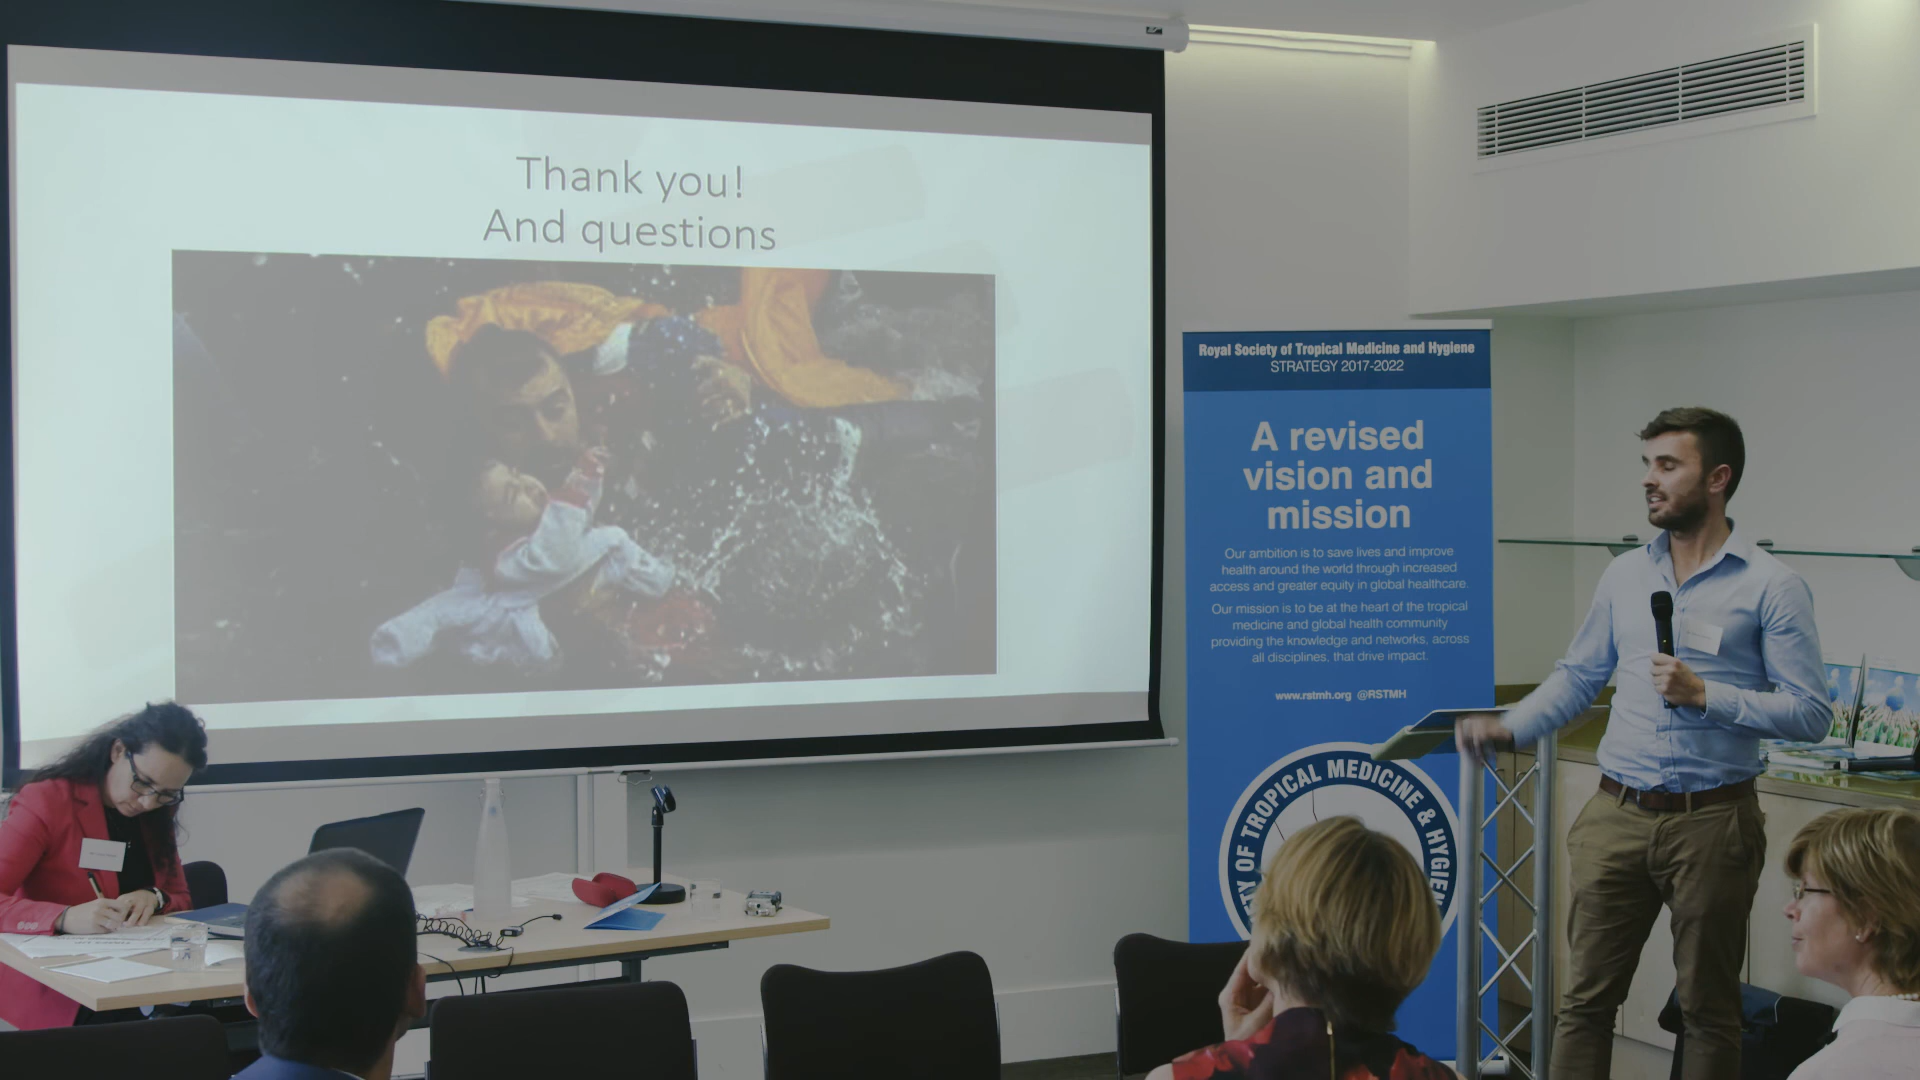 Thank you!
And questions
Royal Society of Tropical Medicine and Hygiene
STRATEGY 2017-2022
A revised
vision and
mission
Our ambition is to save lives and improve
health around the world through increased
access and greater equity in global healthcare.
Our mission is to be at the heart of the tropical
medicine and global health community
providing the knowledge and networks, across
all disciplines, that drive impact.
www.rstmh.org @RSTMH
OF TROPICAL MEDICINE &